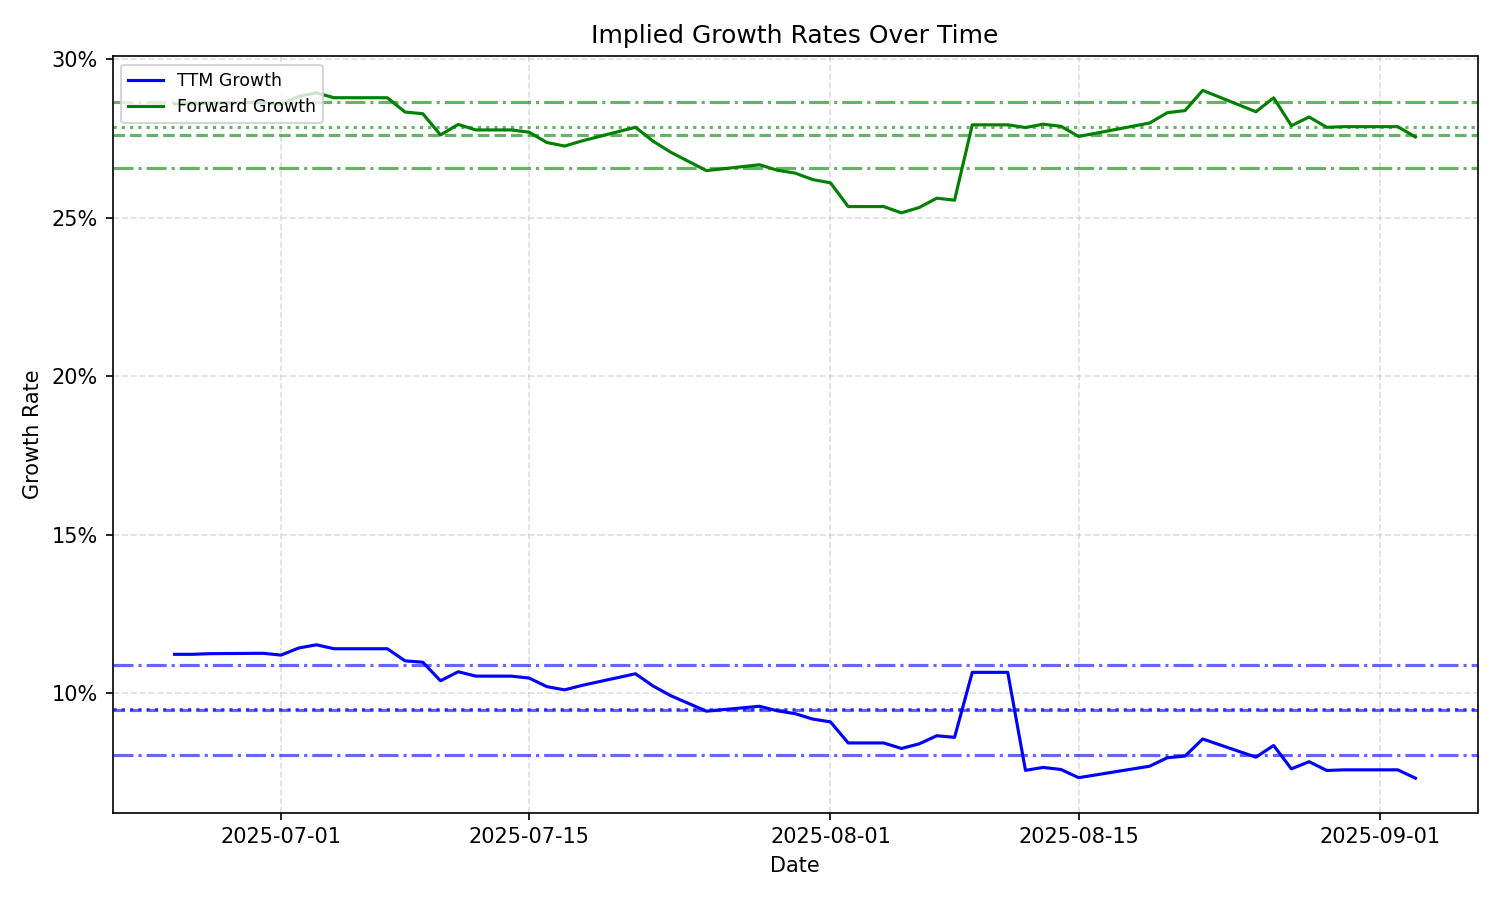 Implied Growth Rates Over Time
TTM Growth
Forward Growth
30%
25%
20%
15%
10%
Growth Rate
2025-07-01
2025-07-15
2025-08-01
2025-08-15
2025-09-01
Date